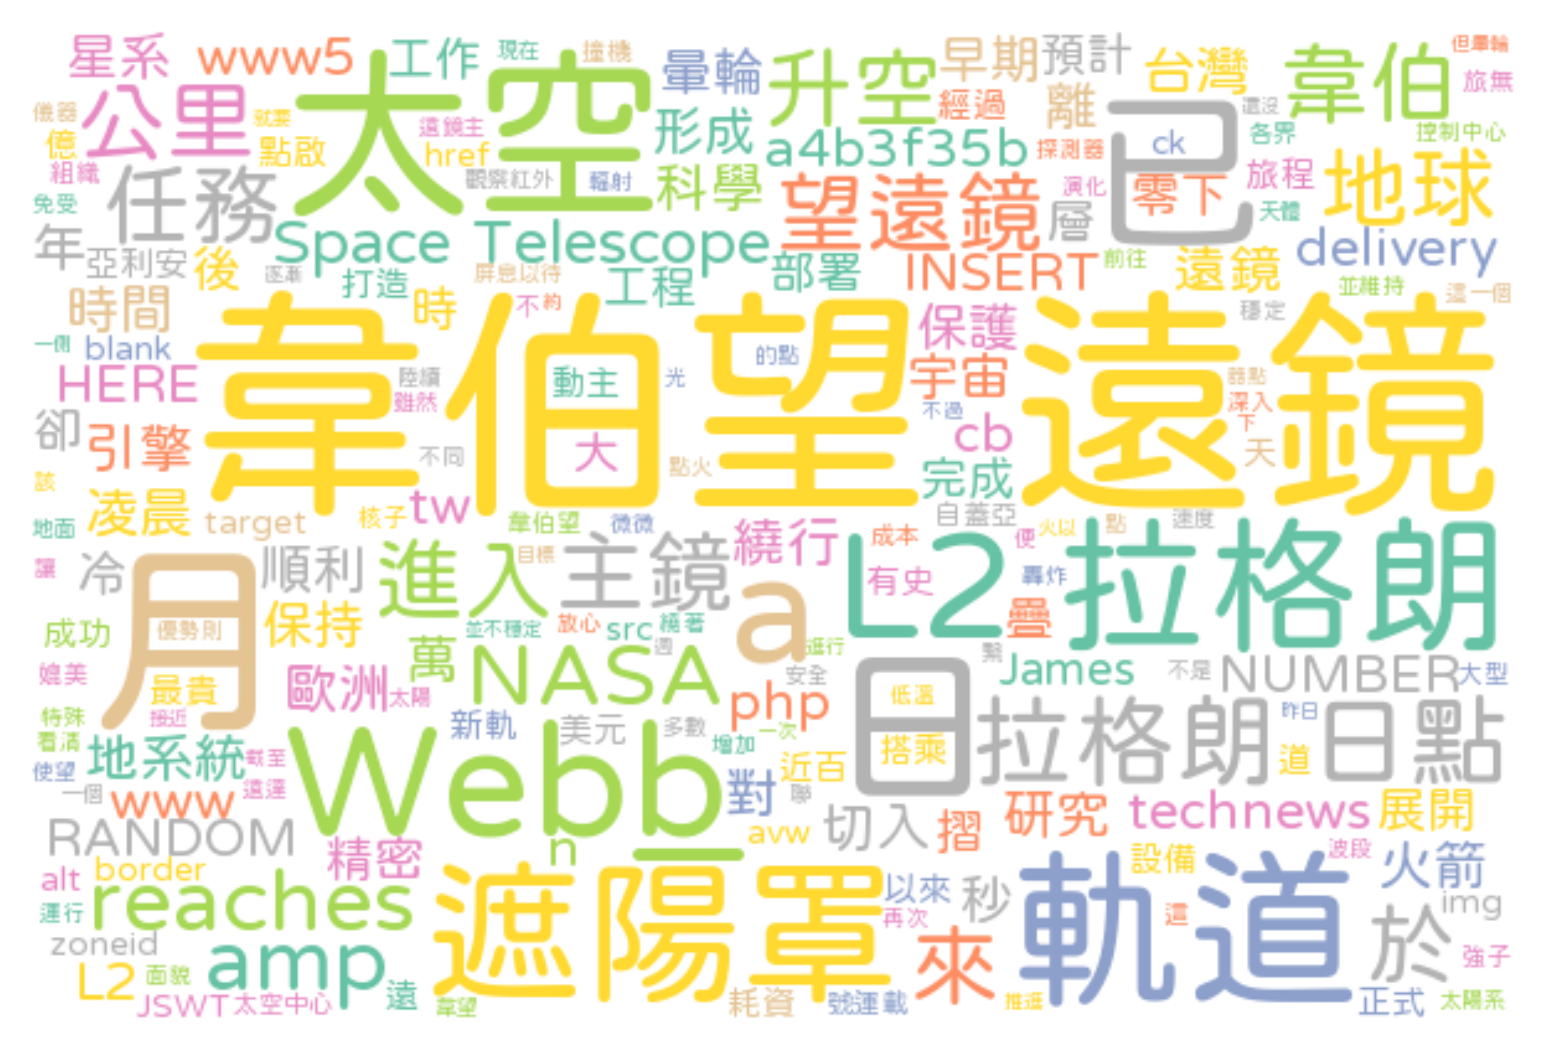 星系 www5 工作 現在 撞機 暈輪 升空 早期 預計 台灣 韋伯 但暈輪
儀器 公里 就要 太空 遠鏡主 形成 經過 離 還沒 旅無
億 點啟 href a4b3f35b 探測器 已 ck 各界 控制中心
組織 任務 觀察紅外 輻射 科學 望遠鏡 演化 零下 旅程 地球
免受 層 天體
年 亞利安 後 逐漸 Space Telescope 部署 INSERT 前往 遠鏡 delivery
時間 打造 時 屏息以待 不 約 工程 保護 穩定 並維持 這一個
一側 blank 韋伯望遠鏡 動主 的點 光 宇宙
HERE 陸續 雖然 不過 器點 深入 下
卻 引擎 不同 大 點火 cb 天
該 凌晨 target 核子 tw 韋伯望 微微 完成 自蓋亞 火以 點 速度
地面 主鏡 繞行 成本 便
讓 冷 月 順利 進入 目標 a 有史 L2拉格朗 轟炸
成功 優勢則 保持 並不穩定 放心 src 繞著 進行 疊
媲美 最貴 歐洲 太陽 萬 NASA 週 安全 日 低溫 繫 James 不是 NUMBER 大型
特殊 接近 新軌 美元 多數 php 拉格朗日點 昨日
看清 地系統 截至 Webb 增加 一次 搭乘 道
使望 一個 www 遠達 對 近百 聯 研究 technews 展開
RANDOM 精密 n avw 切入 摺 設備 波段 火箭
alt border reaches 遮陽罩 以來 秒 軌道 這 img
運行 再次 於
zoneid amp 來 強子
L2 面貌 遠
JSWT 太空中心 韋望 耗資 號運載 推進 正式 太陽系